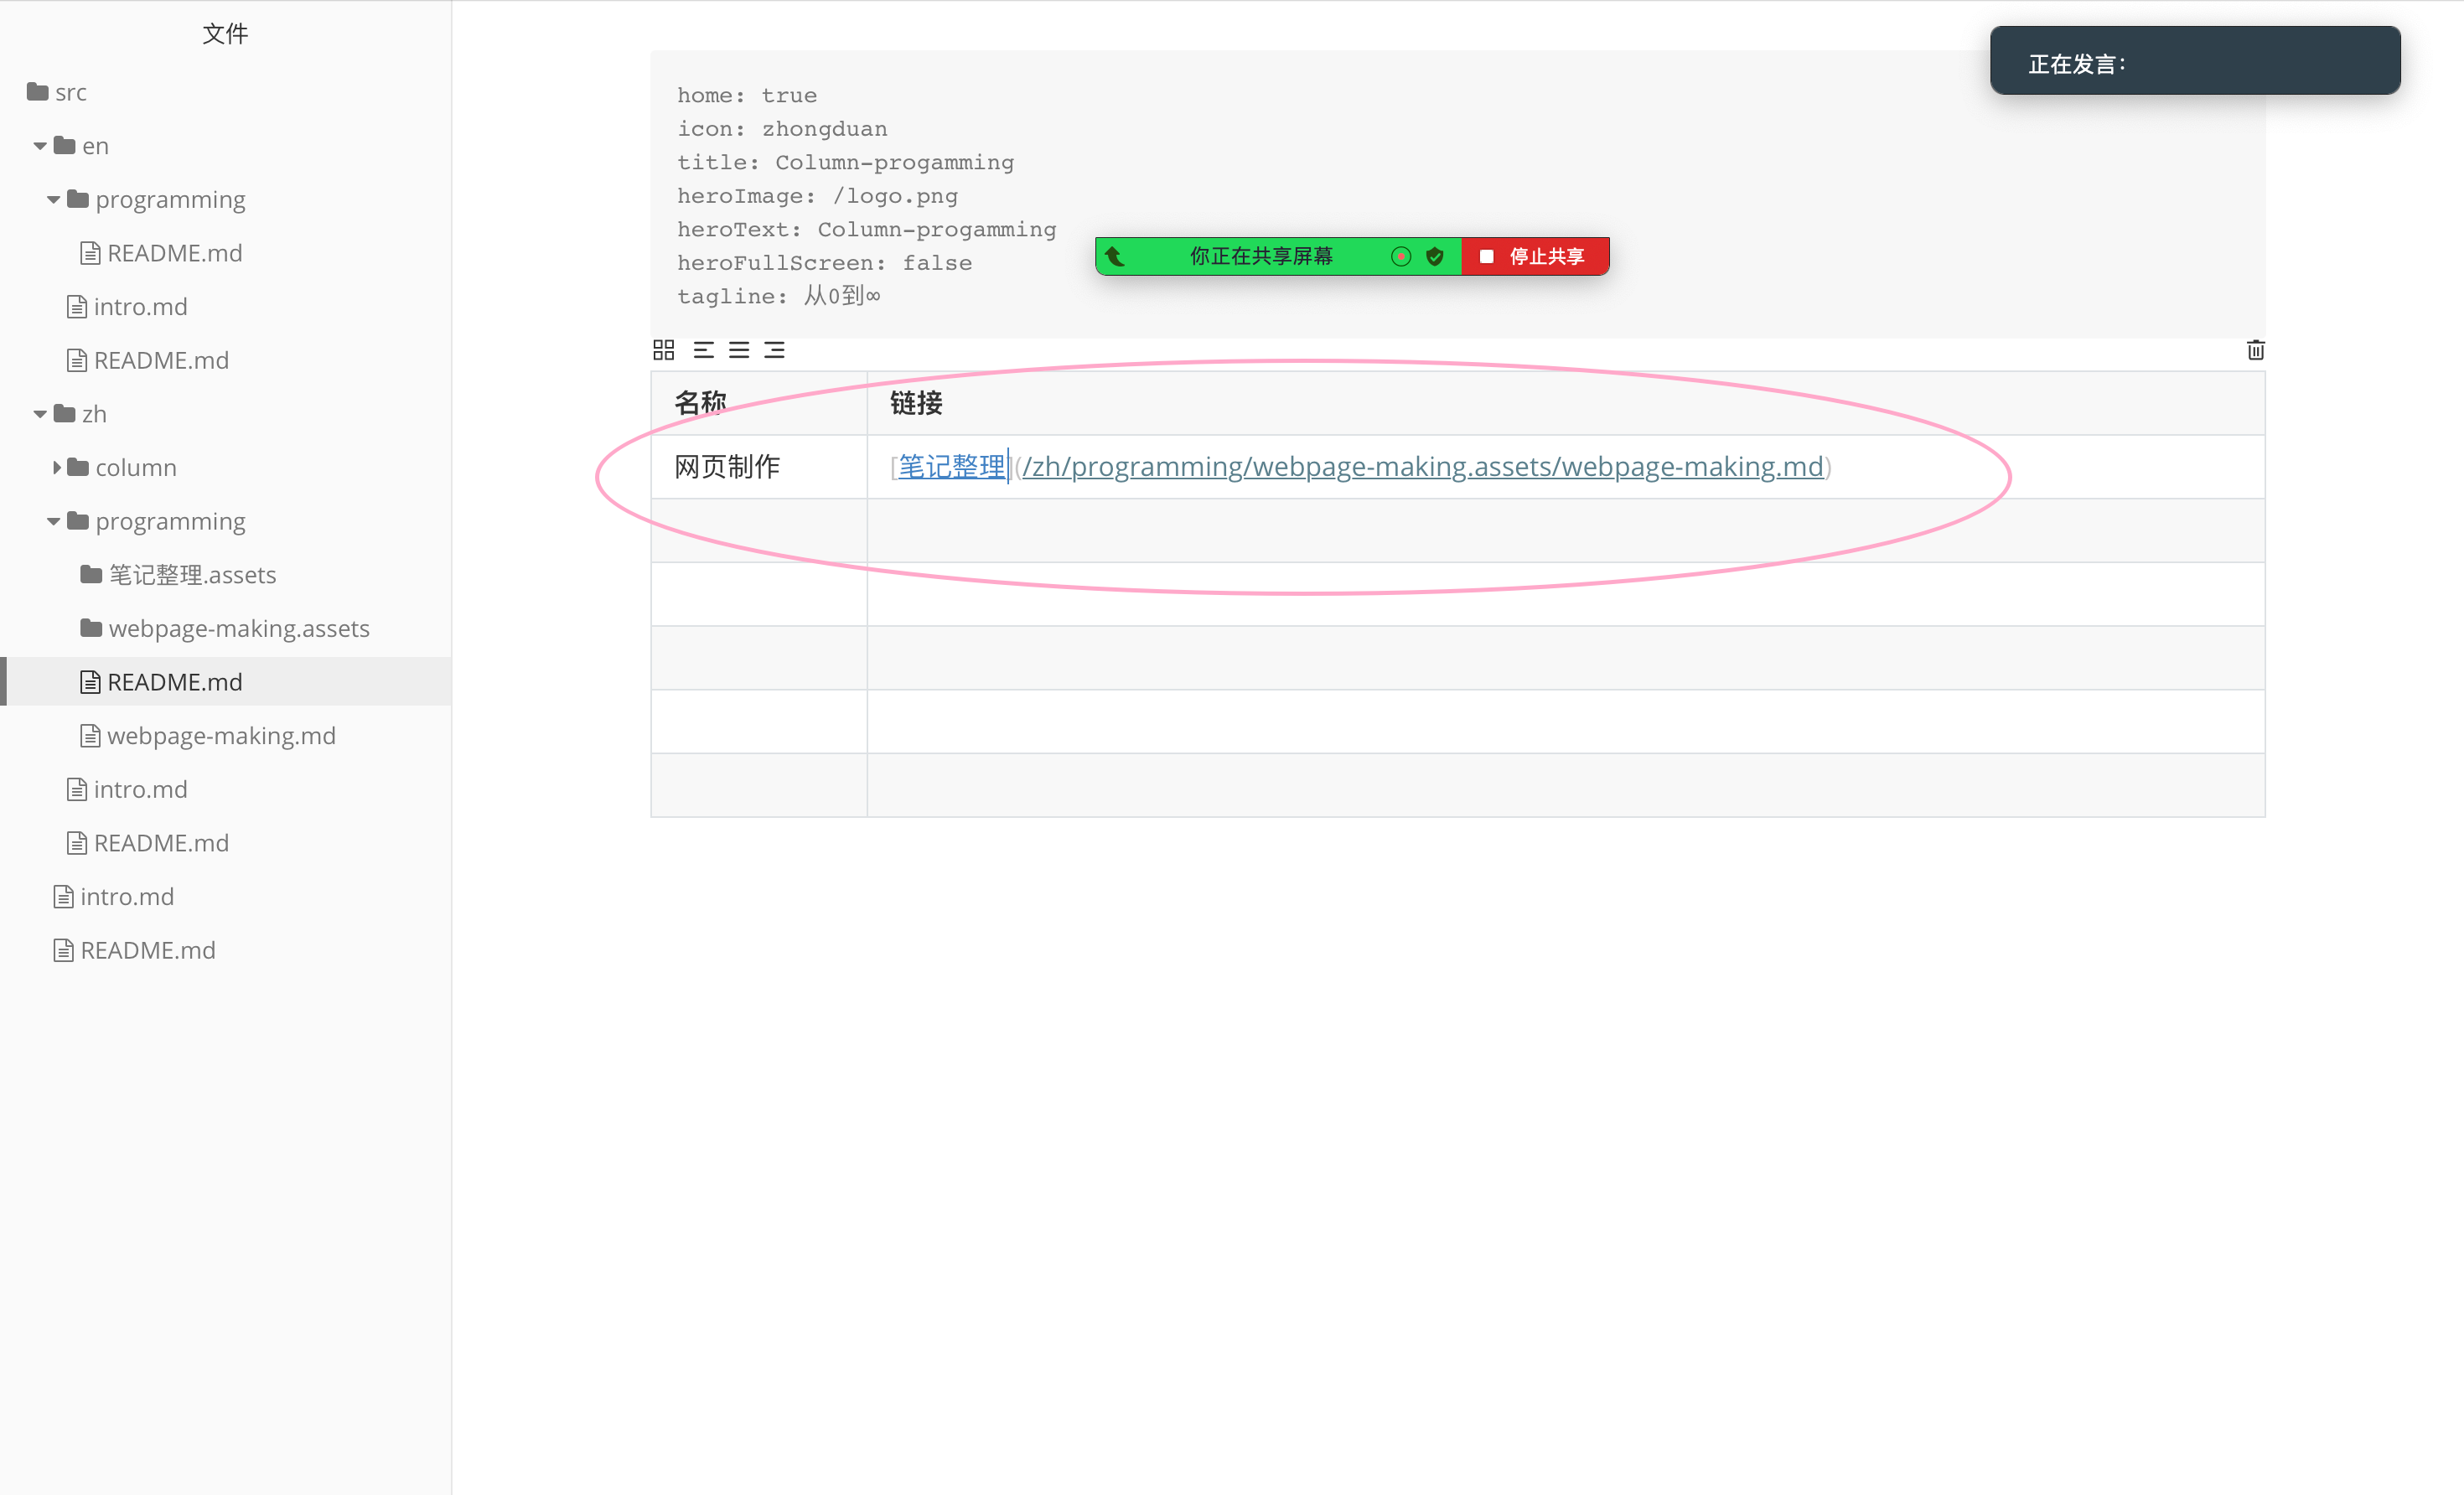 文件
src
en
programming
README.md
intro.md
README.md
zh
column
programming
笔记整理.assets
webpage-making.assets
README.md
webpage-making.md
intro.md
README.md
intro.md
README.md
正在发言：
home: true
icon: zhongduan
title: Column-progamming
heroImage: /logo.png
heroText: Column-progamming
heroFullScreen: false
tagline: 从0到∞
你正在共享屏幕 停止共享
名称 链接
网页制作 [笔记整理](/zh/programming/webpage-making.assets/webpage-making.md)